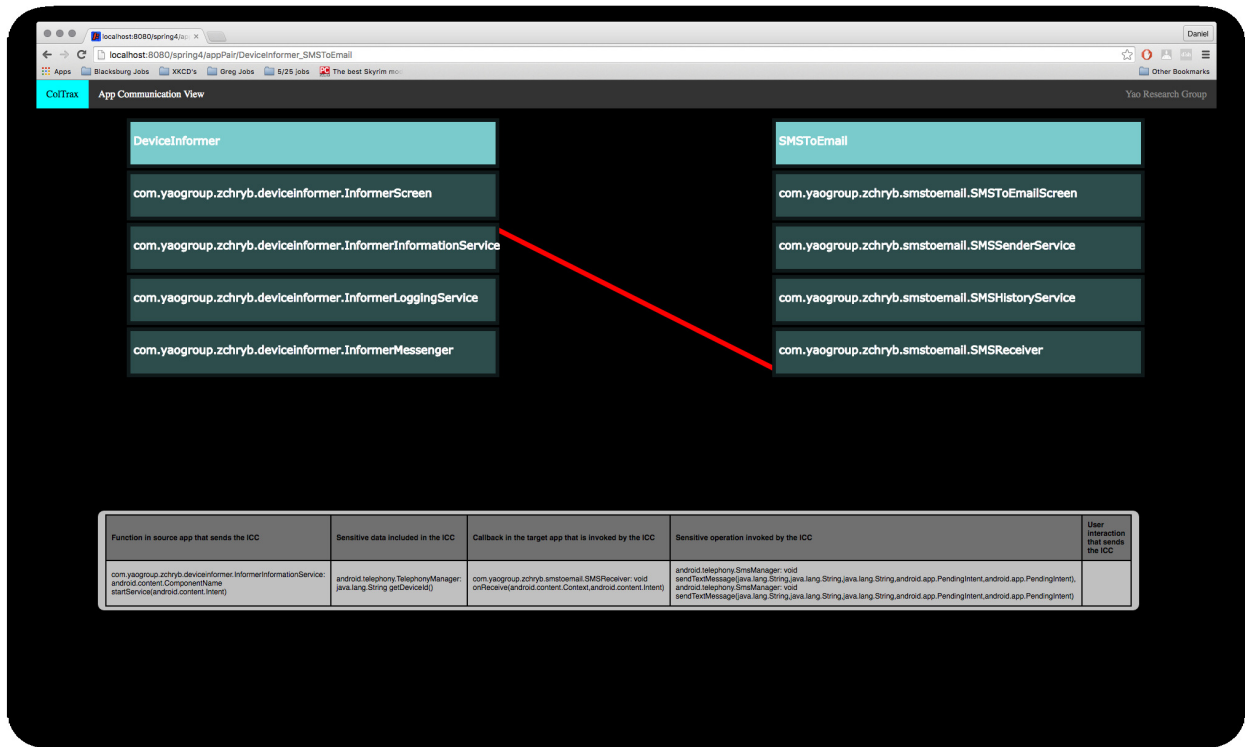 localhost:8080/spring4/ap
Daniel
localhost:8080/spring4/appPair/DeviceInformer_SMSToEmail
Apps Blacksburg Jobs XKCD's Greg Jobs 5/25 jobs The best Skyrim mo
Other Bookmarks
ColTrax App Communication View Yao Research Group
DeviceInformer
com.yaogroup.zchryb.deviceinformer.InformerScreen
com.yaogroup.zchryb.deviceinformer.InformerInformationService
com.yaogroup.zchryb.deviceinformer.InformerLoggingService
com.yaogroup.zchryb.deviceinformer.InformerMessenger
SMSToEmail
com.yaogroup.zchryb.smstoemail.SMSToEmailScreen
com.yaogroup.zchryb.smstoemail.SMSSenderService
com.yaogroup.zchryb.smstoemail.SMSHistoryService
com.yaogroup.zchryb.smstoemail.SMSReceiver
Function in source app that sends the ICC
Sensitive data included in the ICC
Callback in the target app that is invoked by the ICC
Sensitive operation invoked by the ICC
User
interaction
that sends
the ICC
com.yaogroup.zchryb.deviceinformer.InformerInformationService:
android.content.ComponentName
startService(android.content.Intent)
android.telephony.TelephonyManager:
java.lang.String getDeviceId()
com.yaogroup.zchryb.smstoemail.SMSReceiver: void
onReceive(android.content.Context,android.content.Intent)
android.telephony.SmsManager: void
sendTextMessage(java.lang.String,java.lang.String,java.lang.String,android.app.PendingIntent,android.app.PendingIntent),
android.telephony.SmsManager: void
sendTextMessage(java.lang.String,java.lang.String,java.lang.String,android.app.PendingIntent,android.app.PendingIntent)